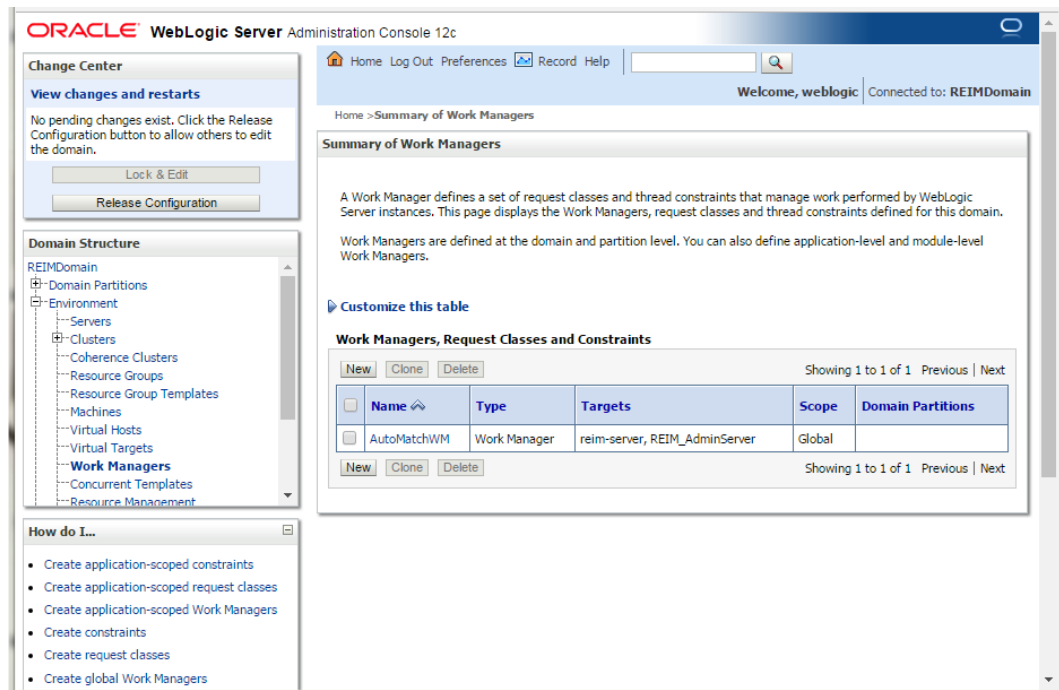 ORACLE WebLogic Server Administration Console 12c
Change Center
View changes and restarts
No pending changes exist. Click the Release
Configuration button to allow others to edit
the domain.
Lock & Edit
Release Configuration
Domain Structure
REIMDomain
Domain Partitions
Environment
Servers
Clusters
Coherence Clusters
Resource Groups
Resource Group Templates
Machines
Virtual Hosts
Virtual Targets
Work Managers
Concurrent Templates
Resource Management
How do I...
Create application-scoped constraints
Create application-scoped request classes
Create application-scoped Work Managers
Create constraints
Create request classes
Create global Work Managers
Home Log Out Preferences Record Help
Welcome, weblogic Connected to: REIMDomain
Home >Summary of Work Managers
Summary of Work Managers
A Work Manager defines a set of request classes and thread constraints that manage work performed by WebLogic
Server instances. This page displays the Work Managers, request classes and thread constraints defined for this domain.
Work Managers are defined at the domain and partition level. You can also define application-level and module-level
Work Managers.
Customize this table
Work Managers, Request Classes and Constraints
New Clone Delete Showing 1 to 1 of 1 Previous | Next
Name Type Targets Scope Domain Partitions
AutoMatchWM Work Manager reim-server, REIM_AdminServer Global
New Clone Delete Showing 1 to 1 of 1 Previous | Next